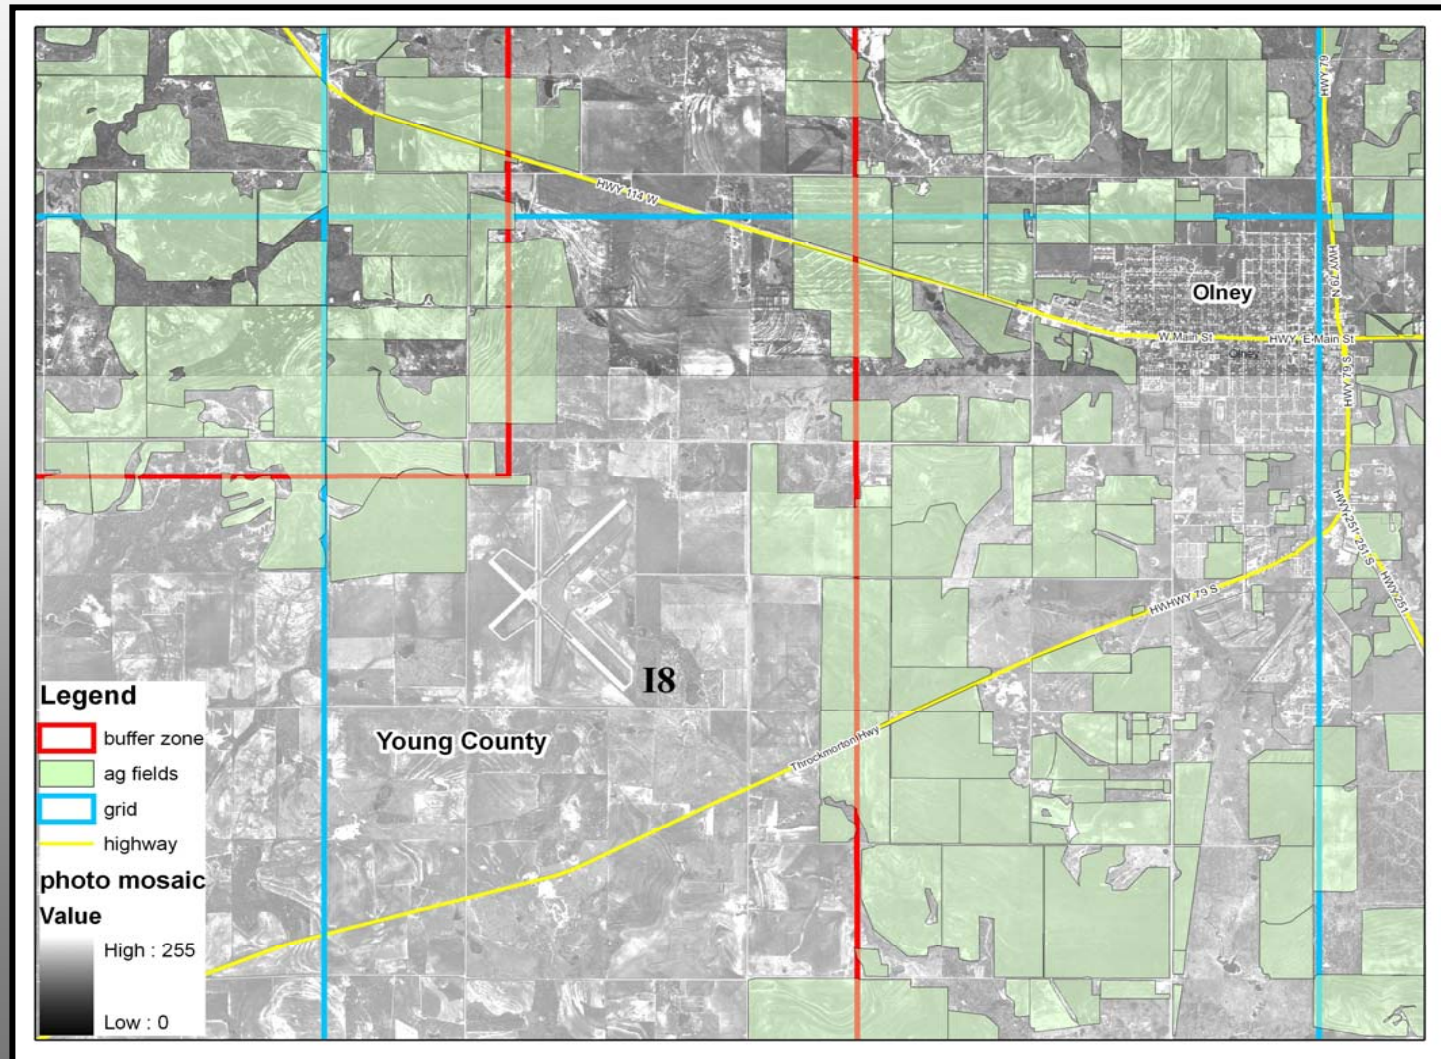 HWY 79
HWY 114 W
HWY 79 N
Olney
W Main St
HWY E Main St
Olney
HWY 79 S
HWY 251
251 S
HWY 251
HWHWY 79 S
I8
Young County
Throckmorton Hwy
Legend
buffer zone
ag fields
grid
highway
photo mosaic
Value
High : 255
Low : 0